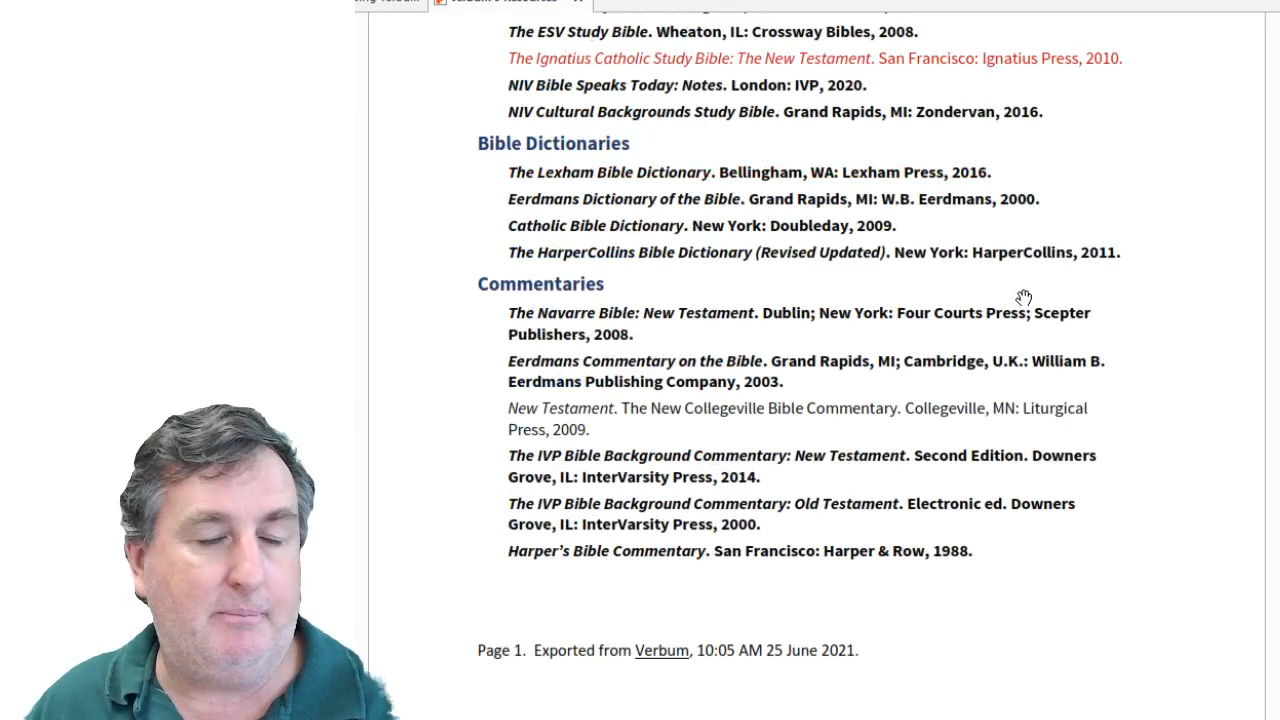 The ESV Study Bible. Wheaton, IL: Crossway Bibles, 2008.
The Ignatius Catholic Study Bible: The New Testament. San Francisco: Ignatius Press, 2010.
NIV Bible Speaks Today: Notes. London: IVP, 2020.
NIV Cultural Backgrounds Study Bible. Grand Rapids, MI: Zondervan, 2016.
Bible Dictionaries
The Lexham Bible Dictionary. Bellingham, WA: Lexham Press, 2016.
Eerdmans Dictionary of the Bible. Grand Rapids, MI: W.B. Eerdmans, 2000.
Catholic Bible Dictionary. New York: Doubleday, 2009.
The HarperCollins Bible Dictionary (Revised Updated). New York: HarperCollins, 2011.
Commentaries
The Navarre Bible: New Testament. Dublin; New York: Four Courts Press; Scepter
Publishers, 2008.
Eerdmans Commentary on the Bible. Grand Rapids, MI; Cambridge, U.K.: William B.
Eerdmans Publishing Company, 2003.
New Testament. The New Collegeville Bible Commentary. Collegeville, MN: Liturgical
Press, 2009.
The IVP Bible Background Commentary: New Testament. Second Edition. Downers
Grove, IL: InterVarsity Press, 2014.
The IVP Bible Background Commentary: Old Testament. Electronic ed. Downers
Grove, IL: InterVarsity Press, 2000.
Harper’s Bible Commentary. San Francisco: Harper & Row, 1988.
Page 1. Exported from Verbum, 10:05 AM 25 June 2021.